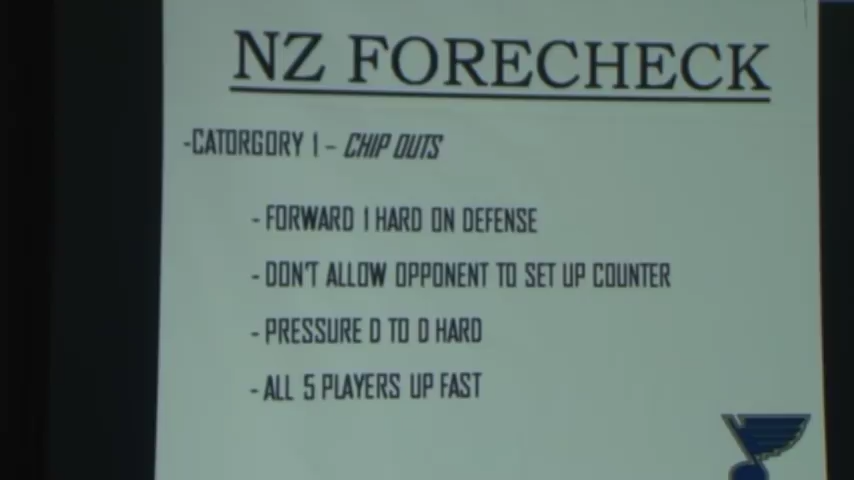 NZ FORECHECK
-CATORGORY 1 - CHIP OUTS
- FORWARD 1 HARD ON DEFENSE
- DON'T ALLOW OPPONENT TO SET UP COUNTER
- PRESSURE D TO D HARD
- ALL 5 PLAYERS UP FAST